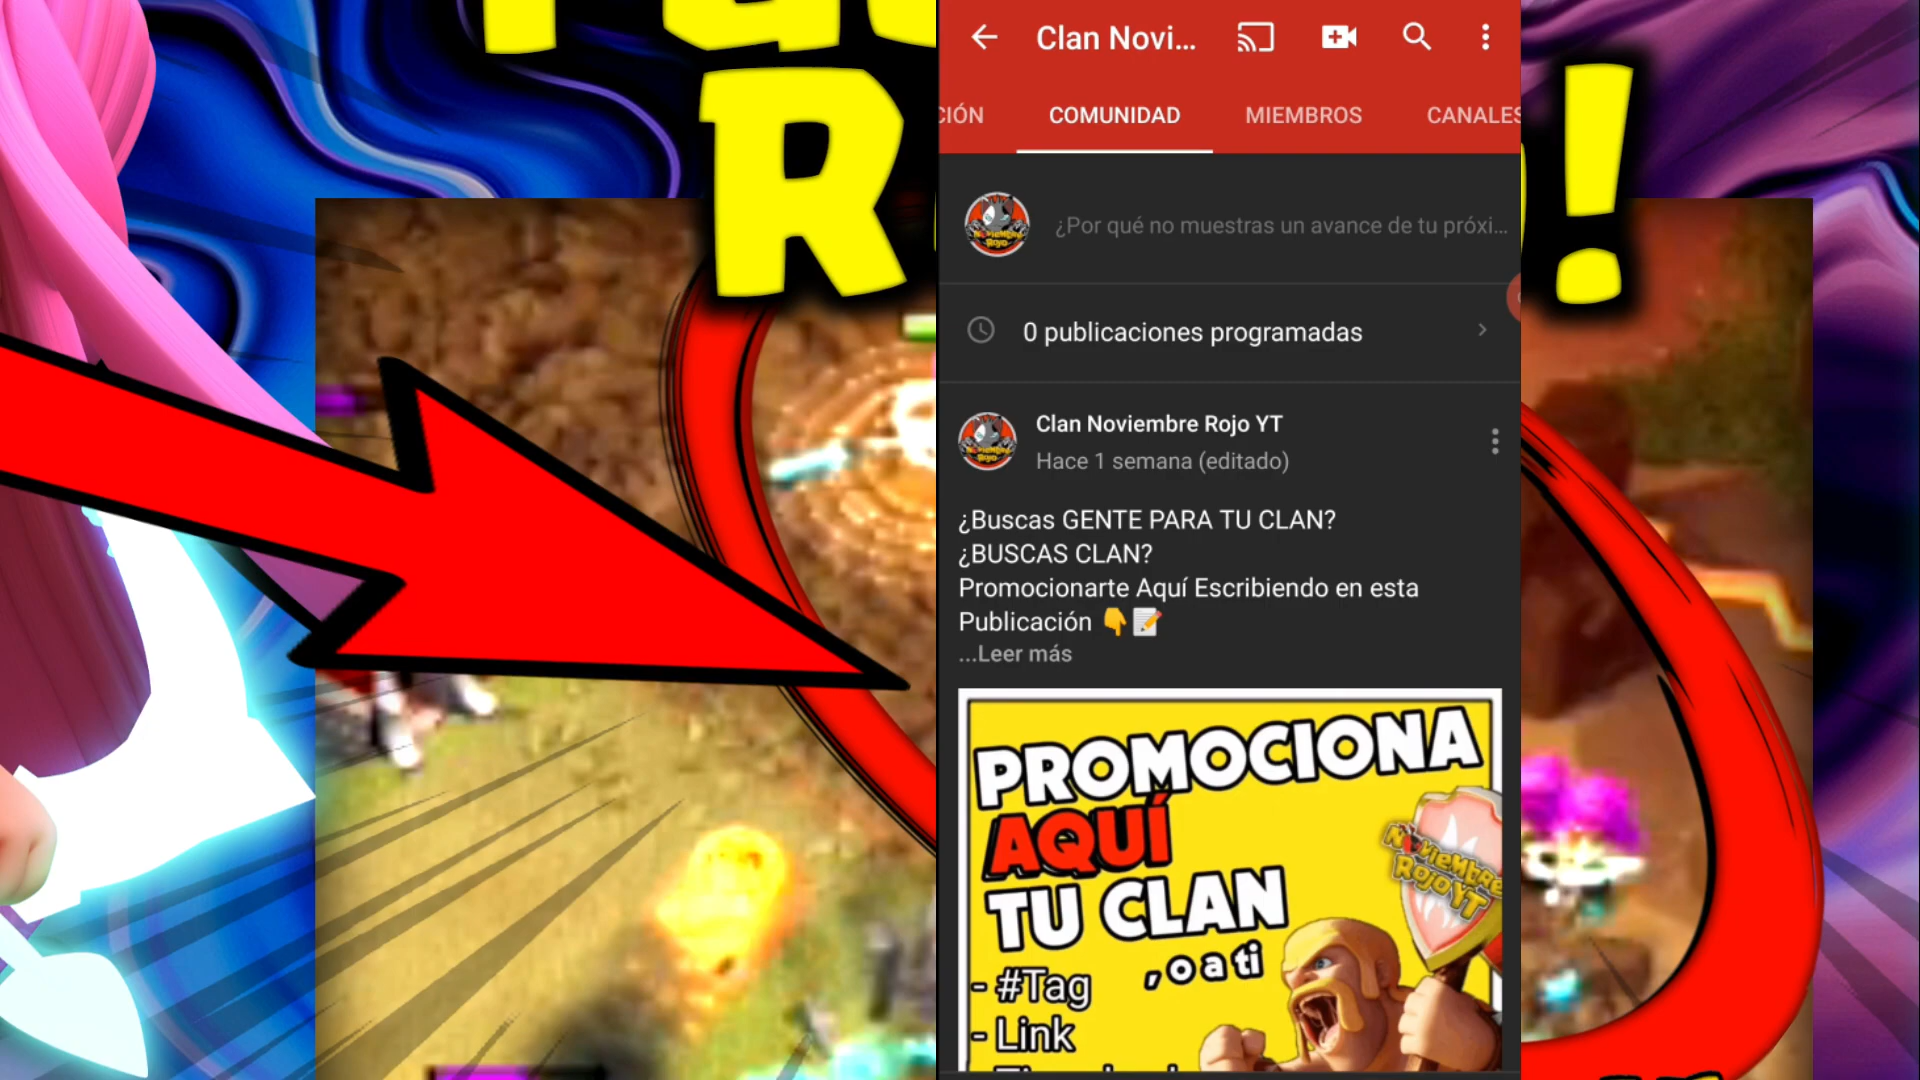 R
!
Clan Novi...
CIÓN COMUNIDAD MIEMBROS CANALES
¿Por qué no muestras un avance de tu próxi...
0 publicaciones programadas
Clan Noviembre Rojo YT
Hace 1 semana (editado)
¿Buscas GENTE PARA TU CLAN?
¿BUSCAS CLAN?
Promocionarte Aquí Escribiendo en esta
Publicación 👇📝
...Leer más
PROMOCIONA
AQUÍ
TU CLAN
, o a ti
- #Tag
- Link
Noviembre
Rojo YT